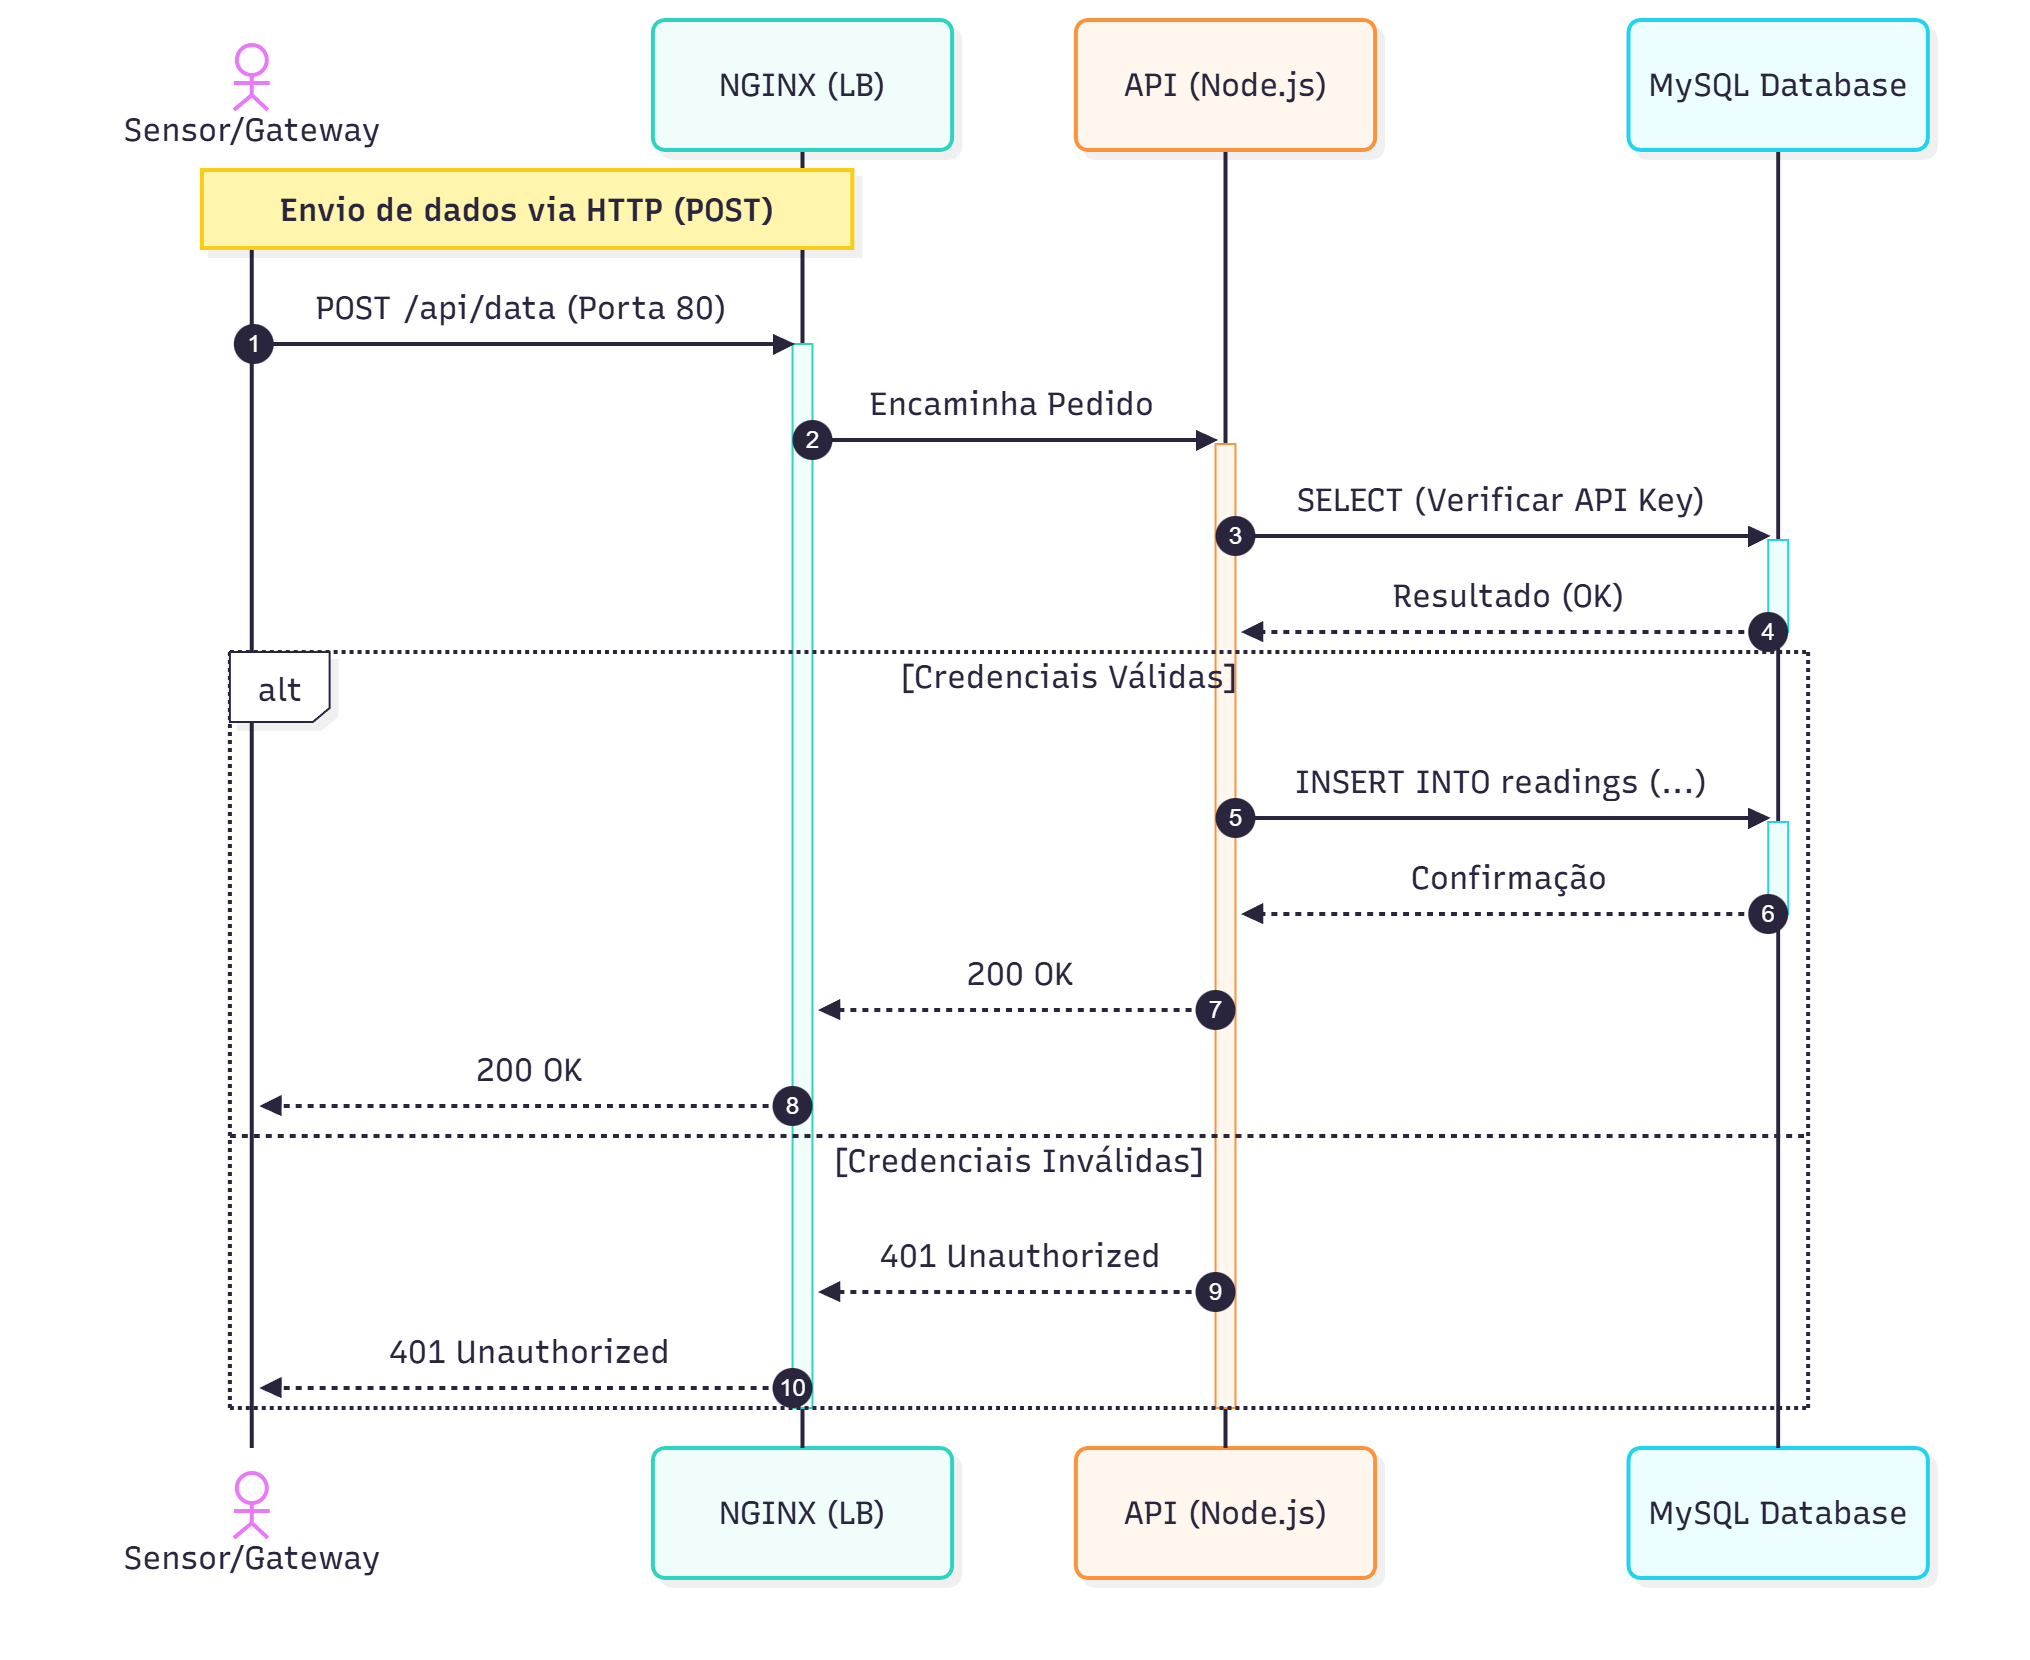 Sensor/Gateway
NGINX (LB)
API (Node.js)
MySQL Database
Envio de dados via HTTP (POST)
POST /api/data (Porta 80)
1
Encaminha Pedido
2
SELECT (Verificar API Key)
3
Resultado (OK)
4
alt
[Credenciais Válidas]
INSERT INTO readings (...)
5
Confirmação
6
200 OK
7
200 OK
8
[Credenciais Inválidas]
401 Unauthorized
9
401 Unauthorized
10
Sensor/Gateway
NGINX (LB)
API (Node.js)
MySQL Database